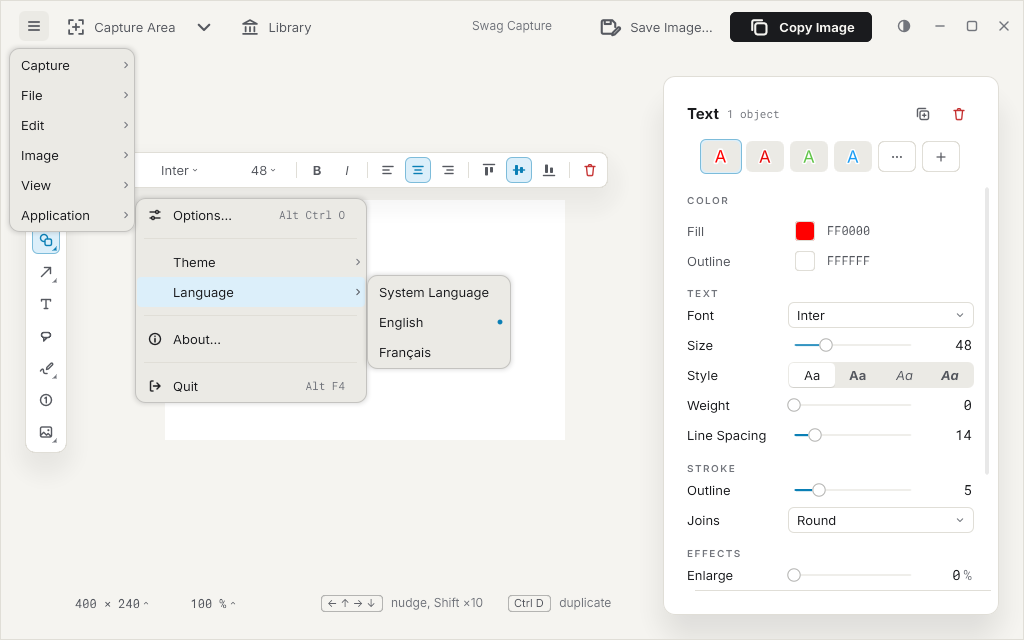 Capture Area
Library
Swag Capture
Save Image...
Copy Image
Capture
File
Edit
Image
View
Application
Inter
48
B
I
Options...
Alt Ctrl O
Theme
Language
About...
Quit
Alt F4
System Language
English
Français
T
1
Text
1 object
A
A
A
A
...
+
COLOR
Fill
FF0000
Outline
FFFFFF
TEXT
Font
Inter
Size
48
Style
Aa
Aa
Aa
Aa
Weight
0
Line Spacing
14
STROKE
Outline
5
Joins
Round
EFFECTS
Enlarge
0 %
400 × 240
100 %
← ↑ → ↓
nudge, Shift ×10
Ctrl D
duplicate